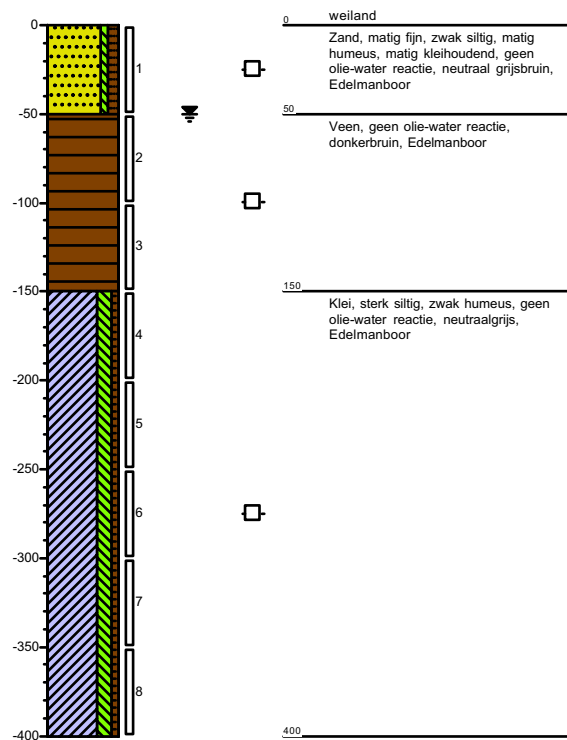 0
-50
-100
-150
-200
-250
-300
-350
-400
1
2
3
4
5
6
7
8
0
weiland
Zand, matig fijn, zwak siltig, matig
humeus, matig kleihoudend, geen
olie-water reactie, neutraal grijsbruin,
Edelmanboor
50
Veen, geen olie-water reactie,
donkerbruin, Edelmanboor
150
Klei, sterk siltig, zwak humeus, geen
olie-water reactie, neutraalgrijs,
Edelmanboor
400